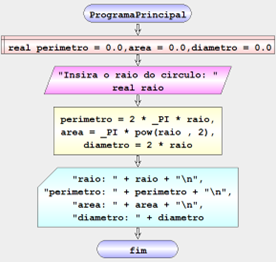 ProgramaPrincipal
real perimetro = 0.0,area = 0.0,diametro = 0.0
"Insira o raio do circulo: "
real raio
perimetro = 2 * _PI * raio,
area = _PI * pow(raio , 2),
diametro = 2 * raio
"raio: " + raio + "\n",
"perimetro: " + perimetro + "\n",
"area: " + area + "\n",
"diametro: " + diametro
fim